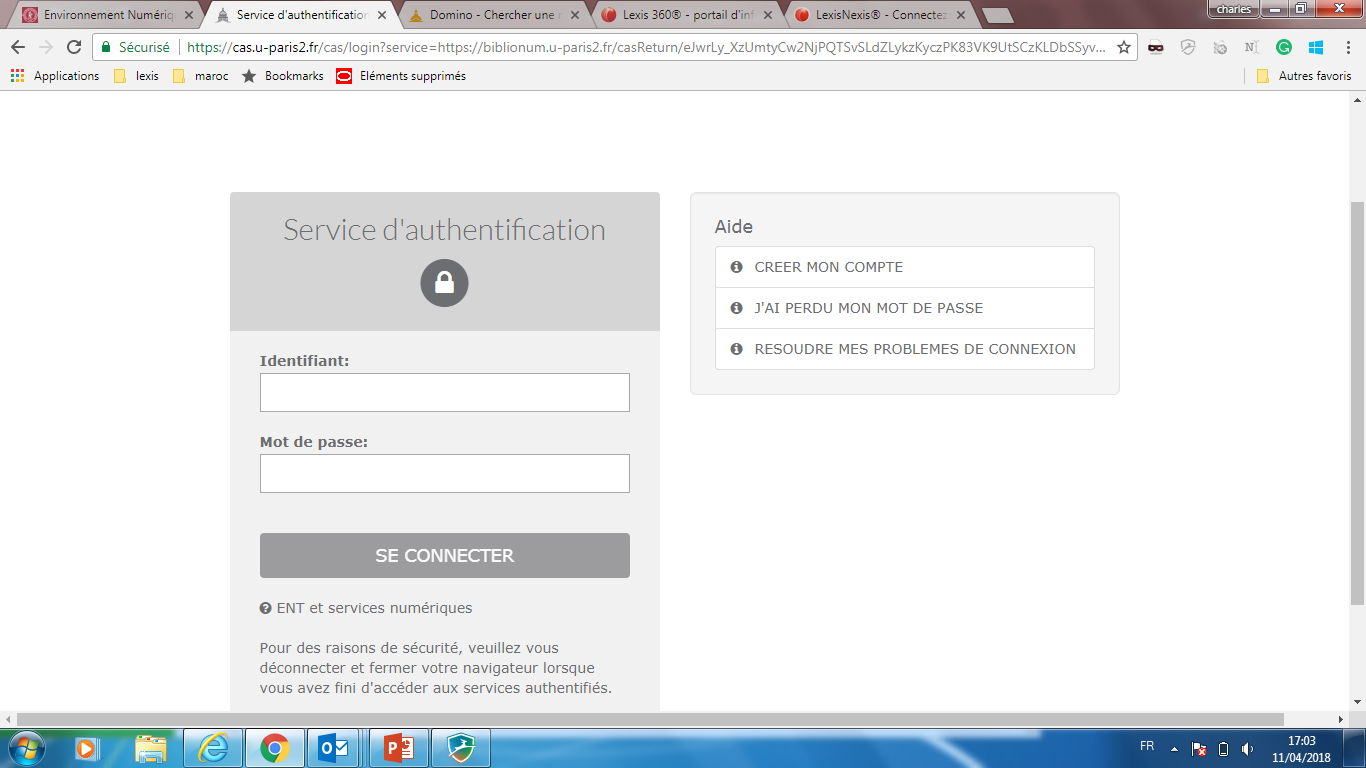 Environnement Numériq
Service d'authentification
Domino - Chercher une
Lexis 360® - portail d'inf
LexisNexis® - Connectez
charles
Sécurisé
https://cas.u-paris2.fr/cas/login?service=https://biblionum.u-paris2.fr/casReturn/eJwrLy_XzUmtyCw2NjPQTSvSLdZLykzKyczPK83VK9UtSCzKLDbSSyv...
Applications
lexis
maroc
Bookmarks
Eléments supprimés
Autres favoris
Service d'authentification
Identifiant:
Mot de passe:
SE CONNECTER
ENT et services numériques
Pour des raisons de sécurité, veuillez vous
déconnecter et fermer votre navigateur lorsque
vous avez fini d'accéder aux services authentifiés.
Aide
CREER MON COMPTE
J'AI PERDU MON MOT DE PASSE
RESOUDRE MES PROBLEMES DE CONNEXION
FR
17:03
11/04/2018